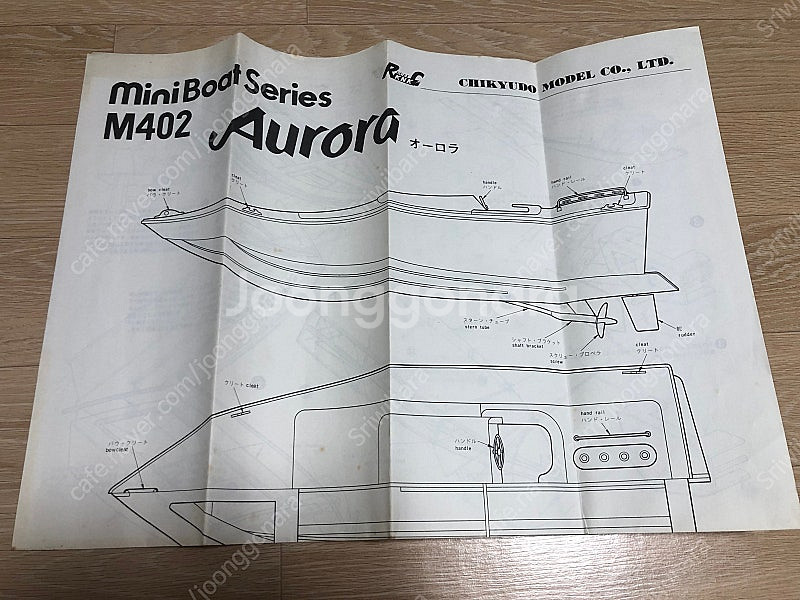 mini Boat Series
M402 Aurora オーロラ
CHIKYUDO MODEL CO., LTD.
bow cleat
バウ・クリート
cleat
クリート
handle
ハンドル
hand rail
ハンド・レール
cleat
クリート
スターン・チューブ
stern tube
シャフト・ブラケット
shaft bracket
スクリュー・プロペラ
screw
舵
rudder
cleat
クリート
クリート cleat
バウ・クリート
bowcleat
ハンドル
handle
hand rail
ハンド・レール
Joonggonara
cafe.naver.com/joonggonara